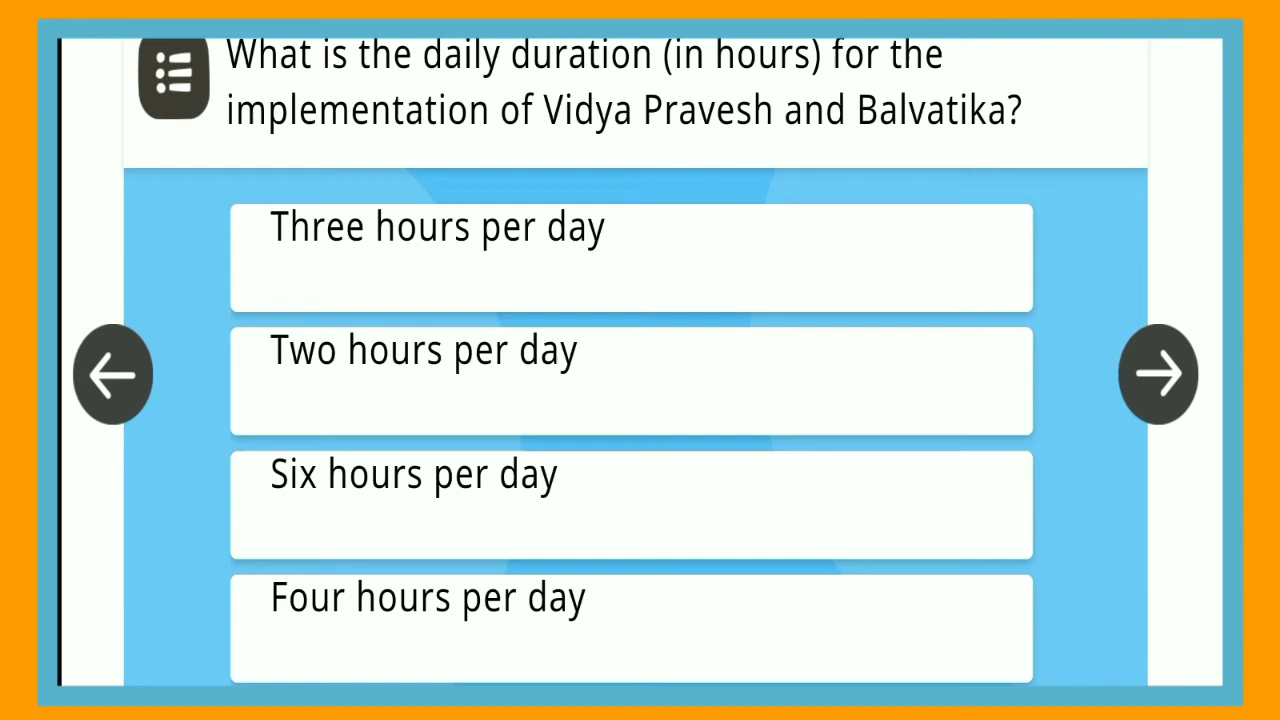 What is the daily duration (in hours) for the
implementation of Vidya Pravesh and Balvatika?
Three hours per day
Two hours per day
Six hours per day
Four hours per day